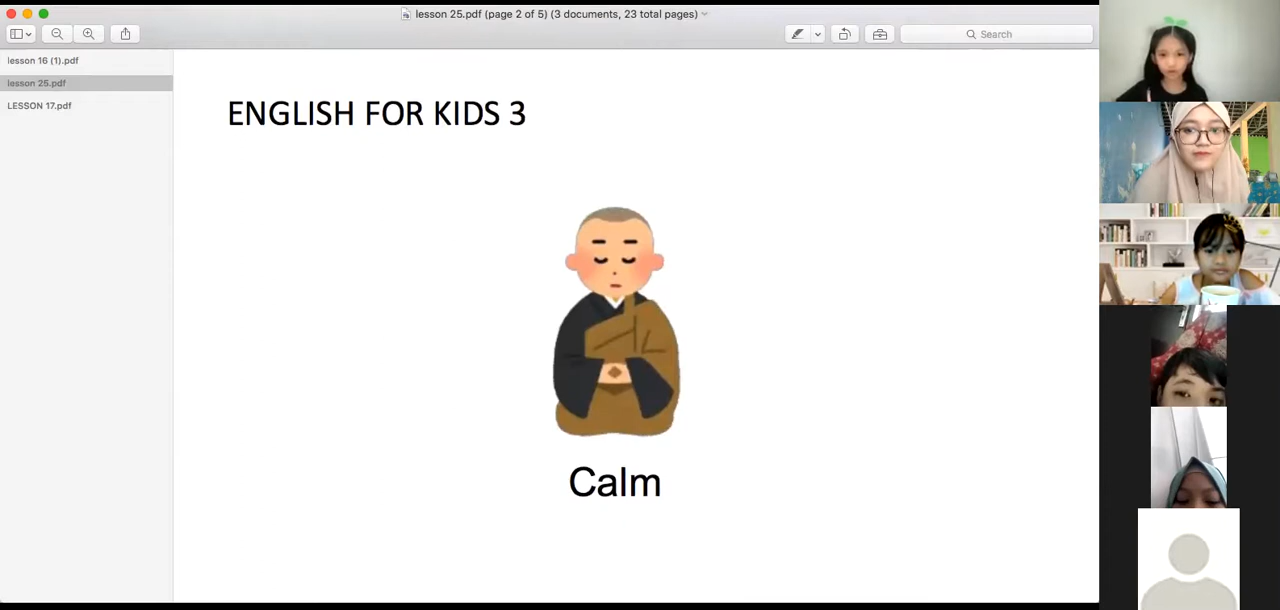 lesson 25.pdf (page 2 of 5) (3 documents, 23 total pages)
Search
lesson 16 (1).pdf
lesson 25.pdf
LESSON 17.pdf
ENGLISH FOR KIDS 3
Calm